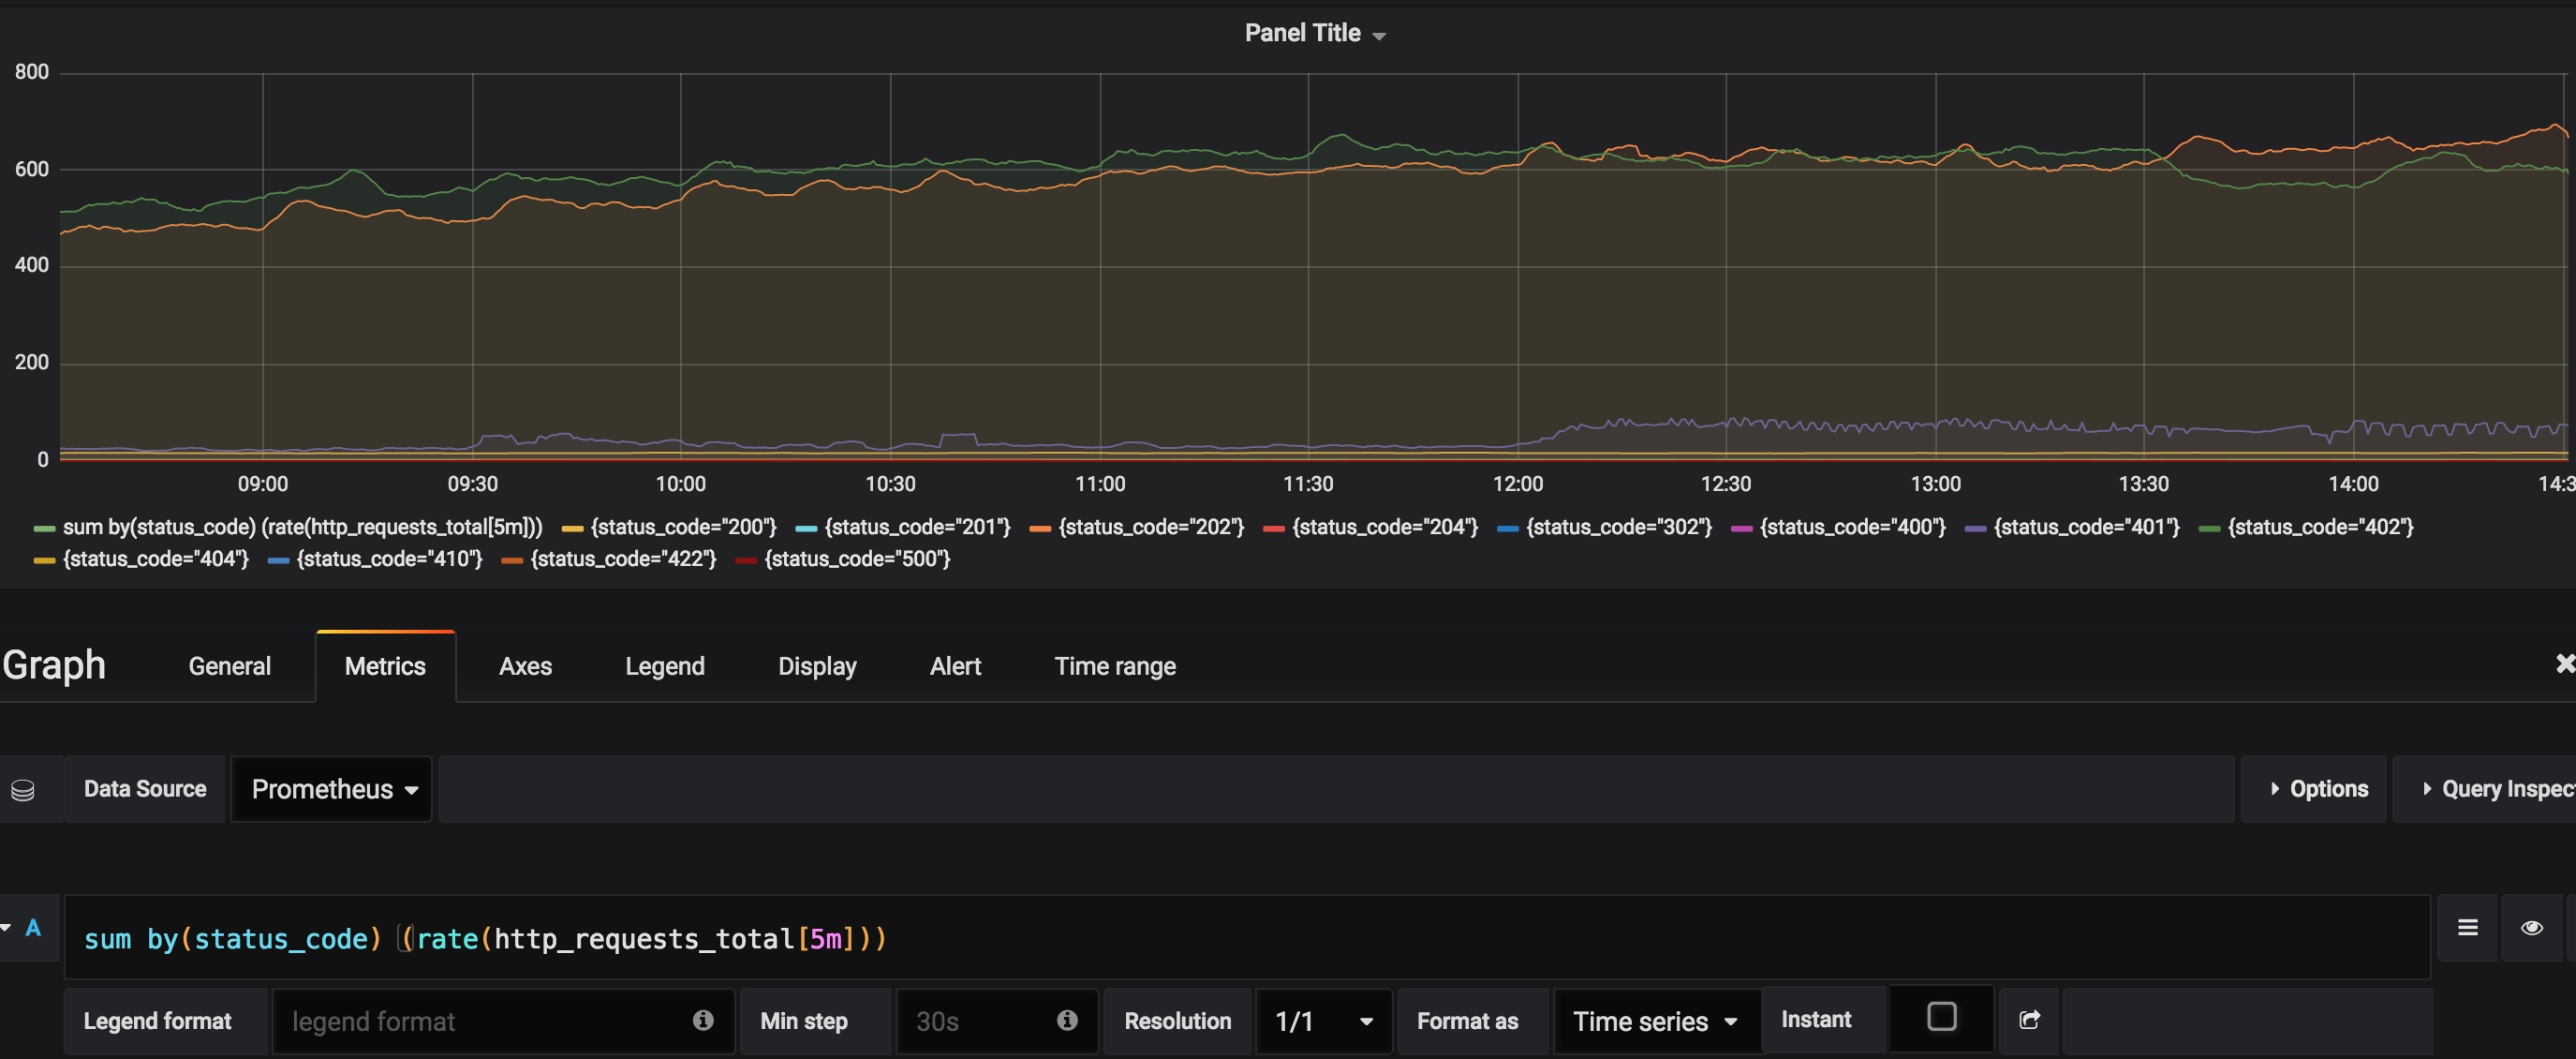 Panel Title
800
600
400
200
0
09:00 09:30 10:00 10:30 11:00 11:30 12:00 12:30 13:00 13:30 14:00 14:3
sum by(status_code) (rate(http_requests_total[5m])) {status_code="200"} {status_code="201"} {status_code="202"} {status_code="204"} {status_code="302"} {status_code="400"} {status_code="401"} {status_code="402"}
{status_code="404"} {status_code="410"} {status_code="422"} {status_code="500"}
Graph General Metrics Axes Legend Display Alert Time range
Data Source Prometheus Options Query Inspec
A sum by(status_code) (rate(http_requests_total[5m]))
Legend format legend format Min step 30s Resolution 1/1 Format as Time series Instant